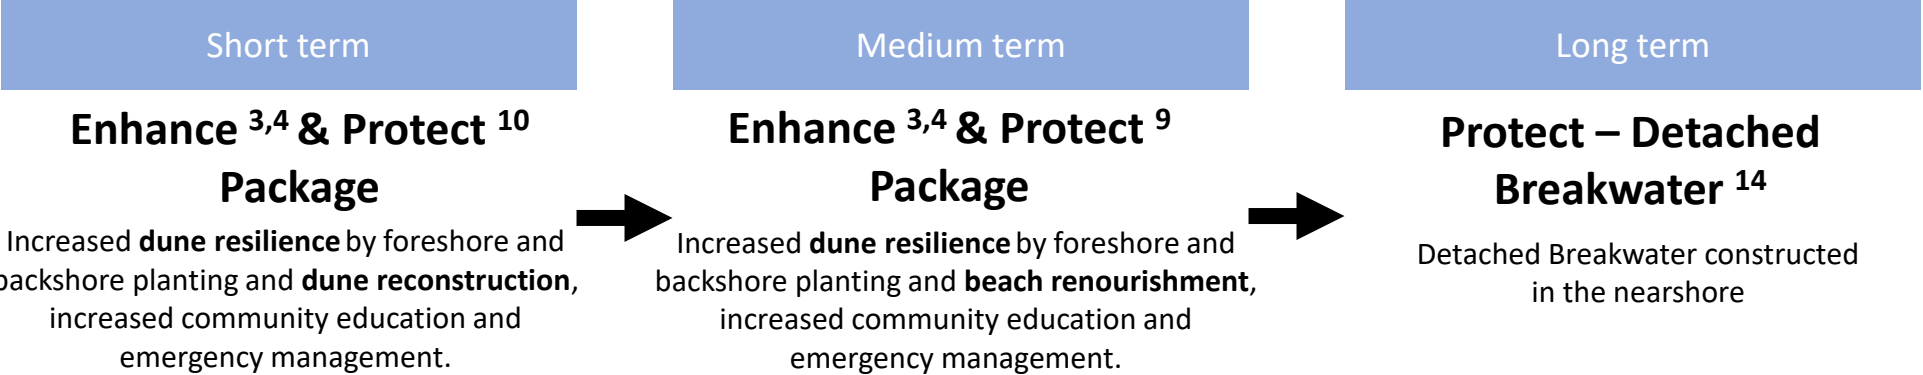 Short term
Enhance 3,4 & Protect 10
Package
Increased dune resilience by foreshore and
backshore planting and dune reconstruction,
increased community education and
emergency management.
Medium term
Enhance 3,4 & Protect 9
Package
Increased dune resilience by foreshore and
backshore planting and beach renourishment,
increased community education and
emergency management.
Long term
Protect – Detached
Breakwater 14
Detached Breakwater constructed
in the nearshore